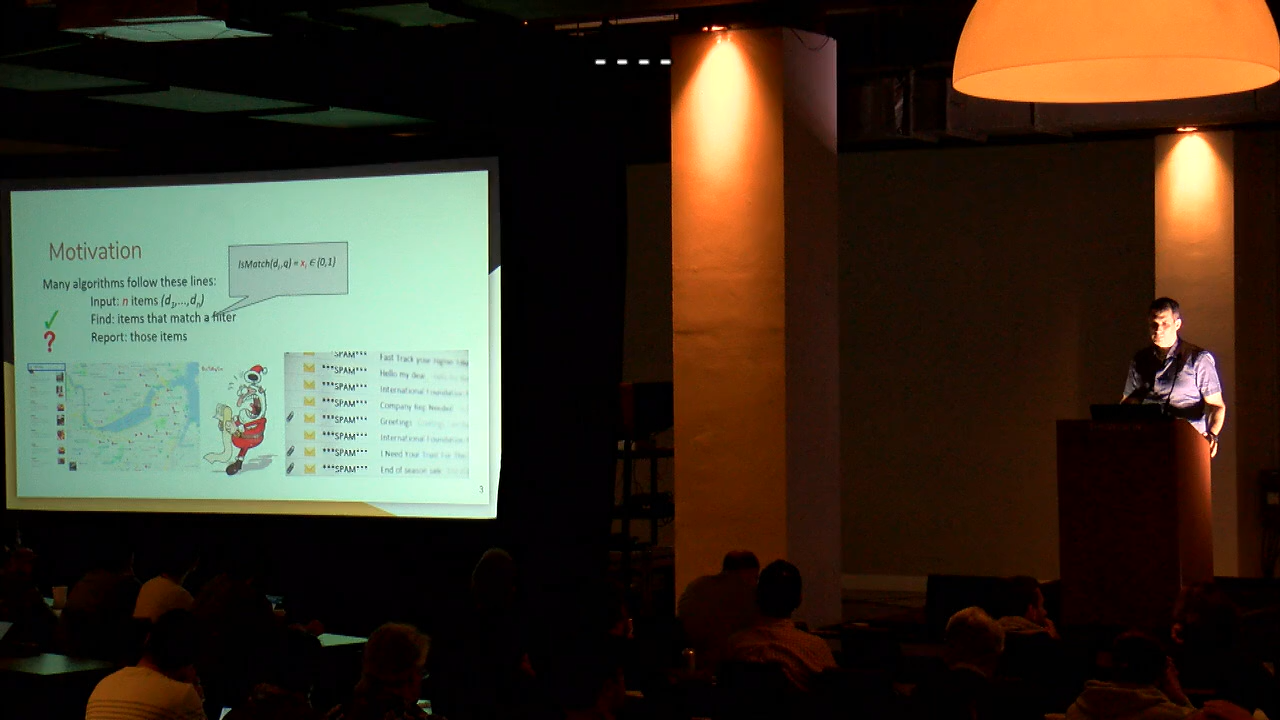 Motivation
IsMatch(dᵢ,q) = xᵢ ∈ {0,1}
Many algorithms follow these lines:
Input: n items (d₁,...,dₙ)
Find: items that match a filter
Report: those items
***SPAM*** Fast Track your Higher
***SPAM*** Hello my dear,
***SPAM*** International Foundation
***SPAM*** Company Rep Needed
***SPAM*** Greetings
***SPAM*** International Foundation
***SPAM*** I Need Your Trust For
***SPAM*** End of season sale
3